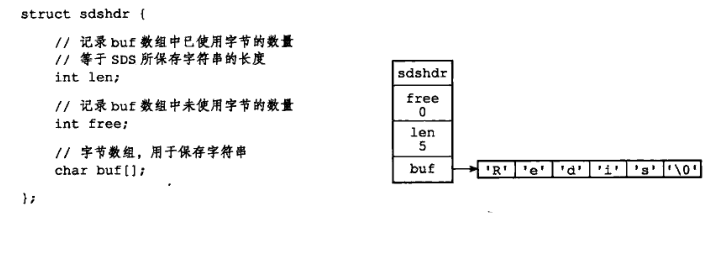 struct sdshdr {
// 记录 buf 数组中已使用字节的数量
// 等于 SDS 所保存字符串的长度
int len;
// 记录 buf 数组中未使用字节的数量
int free;
// 字节数组，用于保存字符串
char buf[];
};
sdshdr
free
0
len
5
buf
'R' 'e' 'd' 'i' 's' '\0'